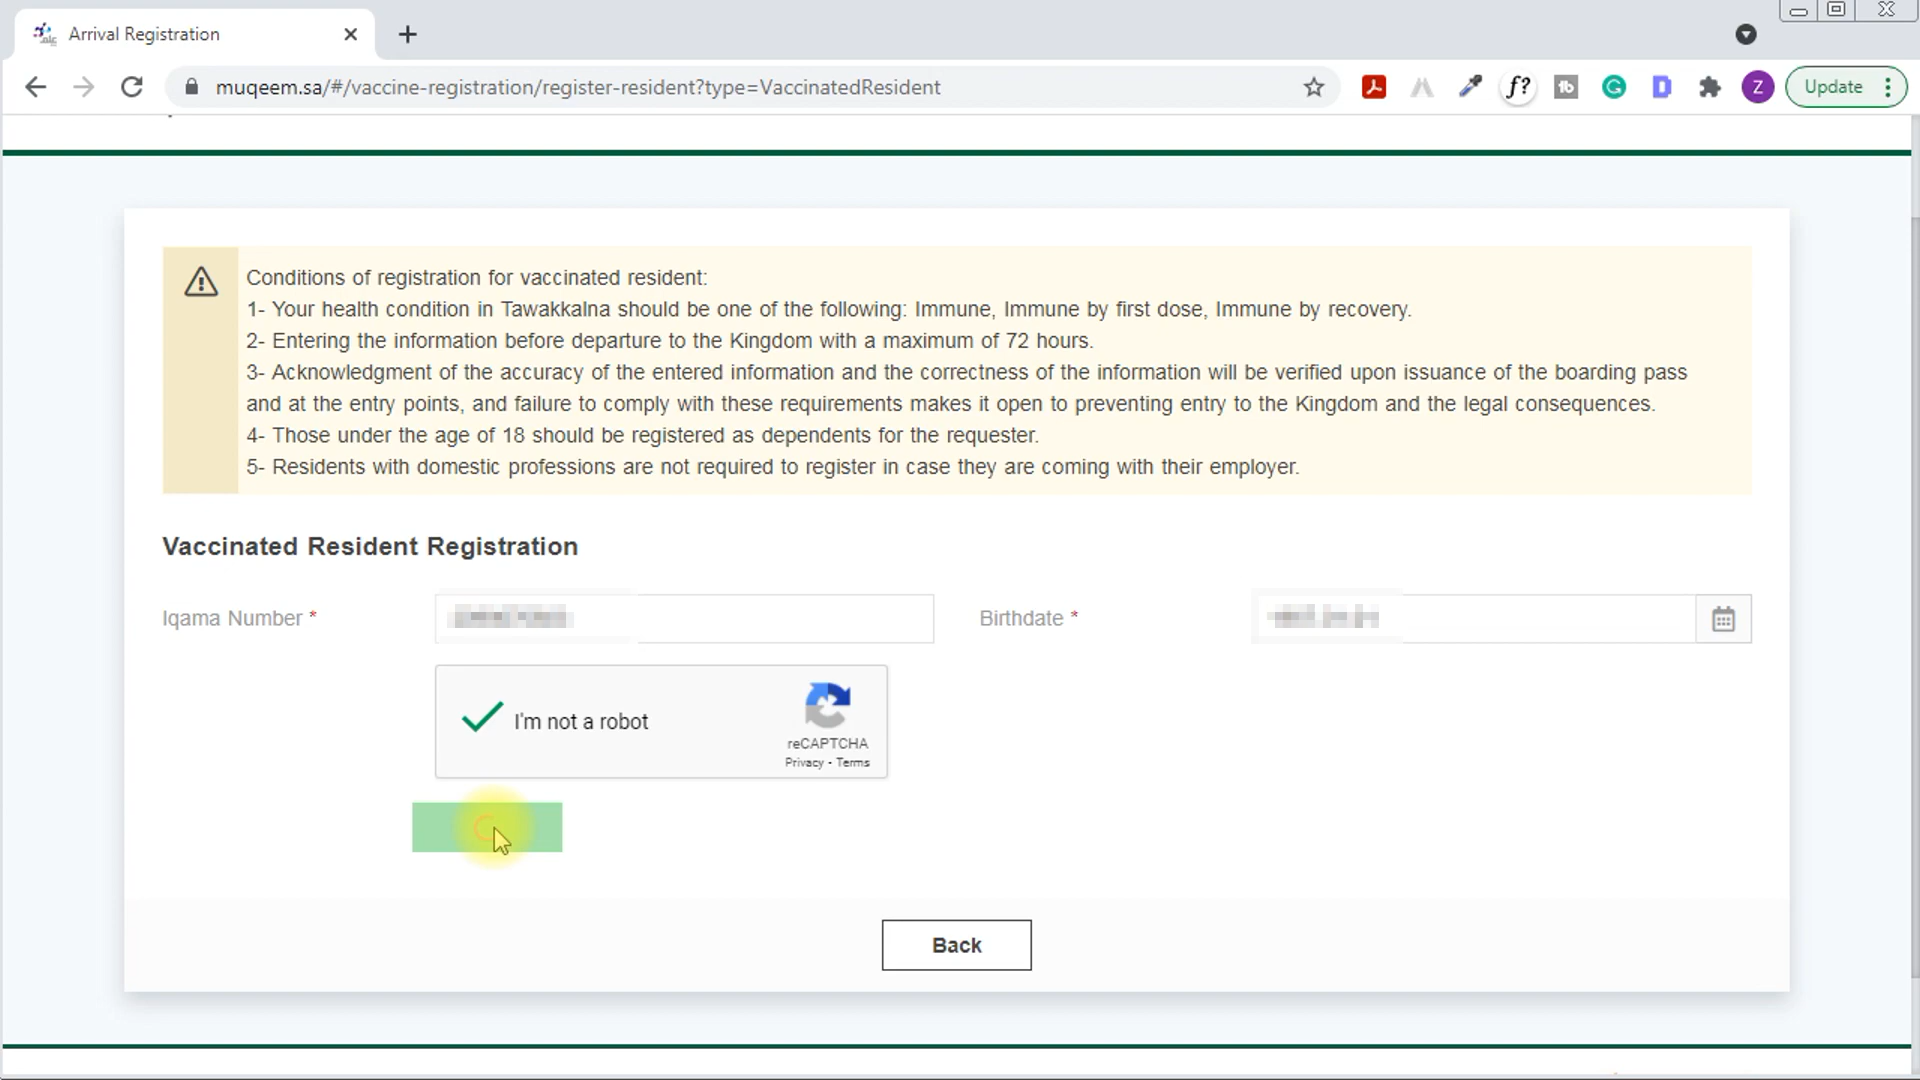 Arrival Registration
muqeem.sa/#/vaccine-registration/register-resident?type=VaccinatedResident
f?
Z
Update
Conditions of registration for vaccinated resident:
1- Your health condition in Tawakkalna should be one of the following: Immune, Immune by first dose, Immune by recovery.
2- Entering the information before departure to the Kingdom with a maximum of 72 hours.
3- Acknowledgment of the accuracy of the entered information and the correctness of the information will be verified upon issuance of the boarding pass
and at the entry points, and failure to comply with these requirements makes it open to preventing entry to the Kingdom and the legal consequences.
4- Those under the age of 18 should be registered as dependents for the requester.
5- Residents with domestic professions are not required to register in case they are coming with their employer.
Vaccinated Resident Registration
Iqama Number *
Birthdate *
I'm not a robot
reCAPTCHA
Privacy - Terms
Back